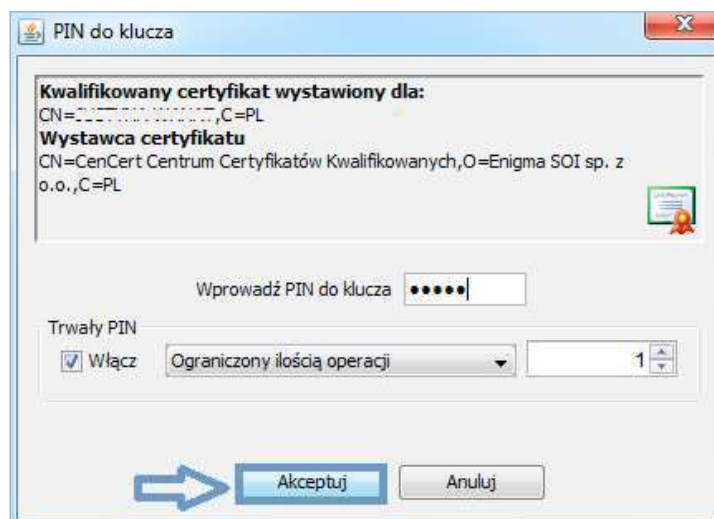 PIN do klucza
Kwalifikowany certyfikat wystawiony dla:
CN= ,C=PL
Wystawca certyfikatu
CN=CenCert Centrum Certyfikatów Kwalifikowanych,O=Enigma SOI sp. z
o.o.,C=PL
Wprowadź PIN do klucza •••••
Trwały PIN
Włącz Ograniczony ilością operacji 1
Akceptuj Anuluj